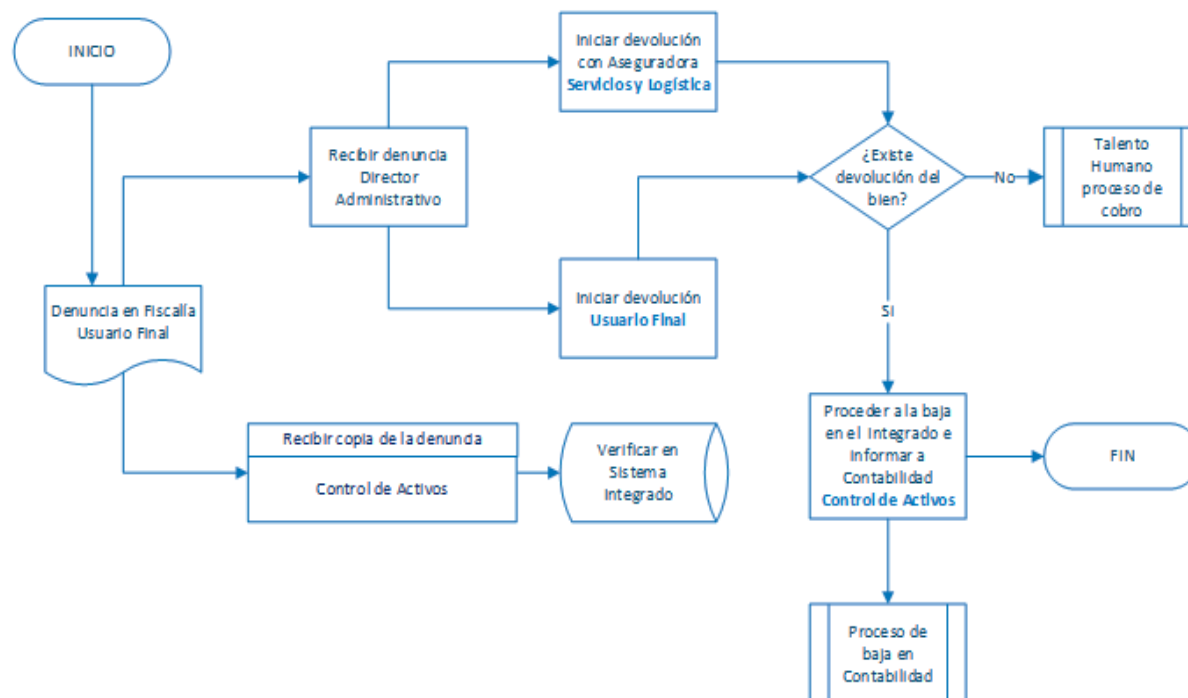 INICIO
Denuncia en Fiscalía
Usuario Final
Recibir denuncia
Director
Administrativo
Iniciar devolución
con Aseguradora
Servicios y Logística
Iniciar devolución
Usuario Final
¿Existe
devolución del
bien?
No
Talento
Humano
proceso de
cobro
Si
Recibir copia de la denuncia
Control de Activos
Verificar en
Sistema
Integrado
Proceder a la baja
en el Integrado e
Informar a
Contabilidad
Control de Activos
FIN
Proceso de
baja en
Contabilidad